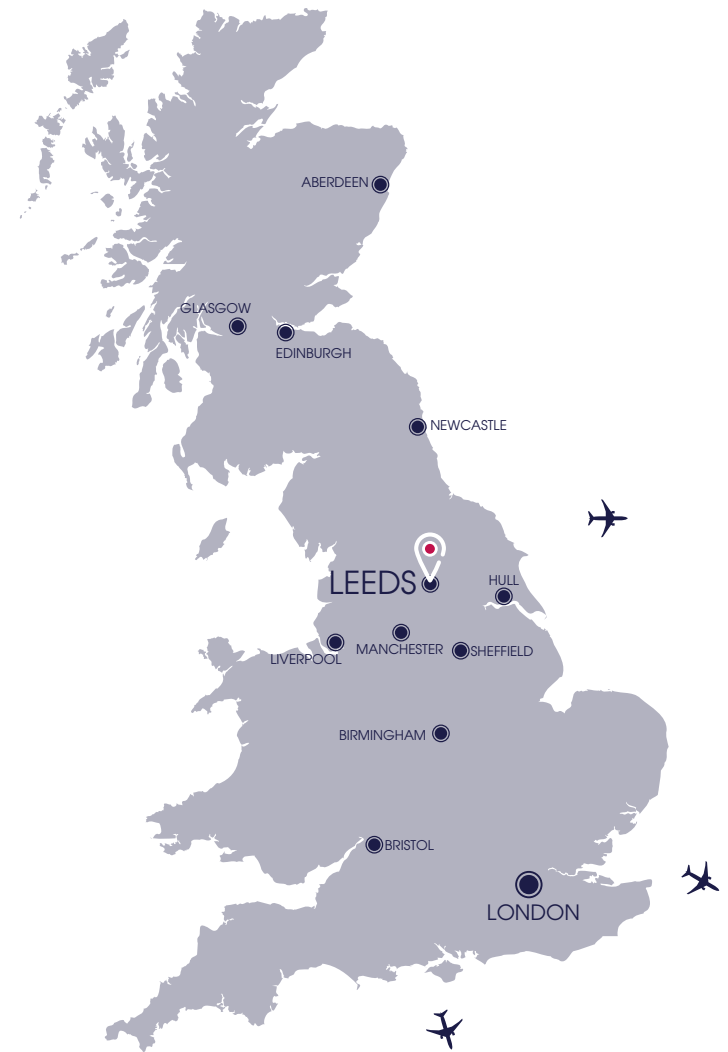 ABERDEEN
GLASGOW
EDINBURGH
NEWCASTLE
LEEDS
HULL
MANCHESTER
SHEFFIELD
LIVERPOOL
BIRMINGHAM
BRISTOL
LONDON